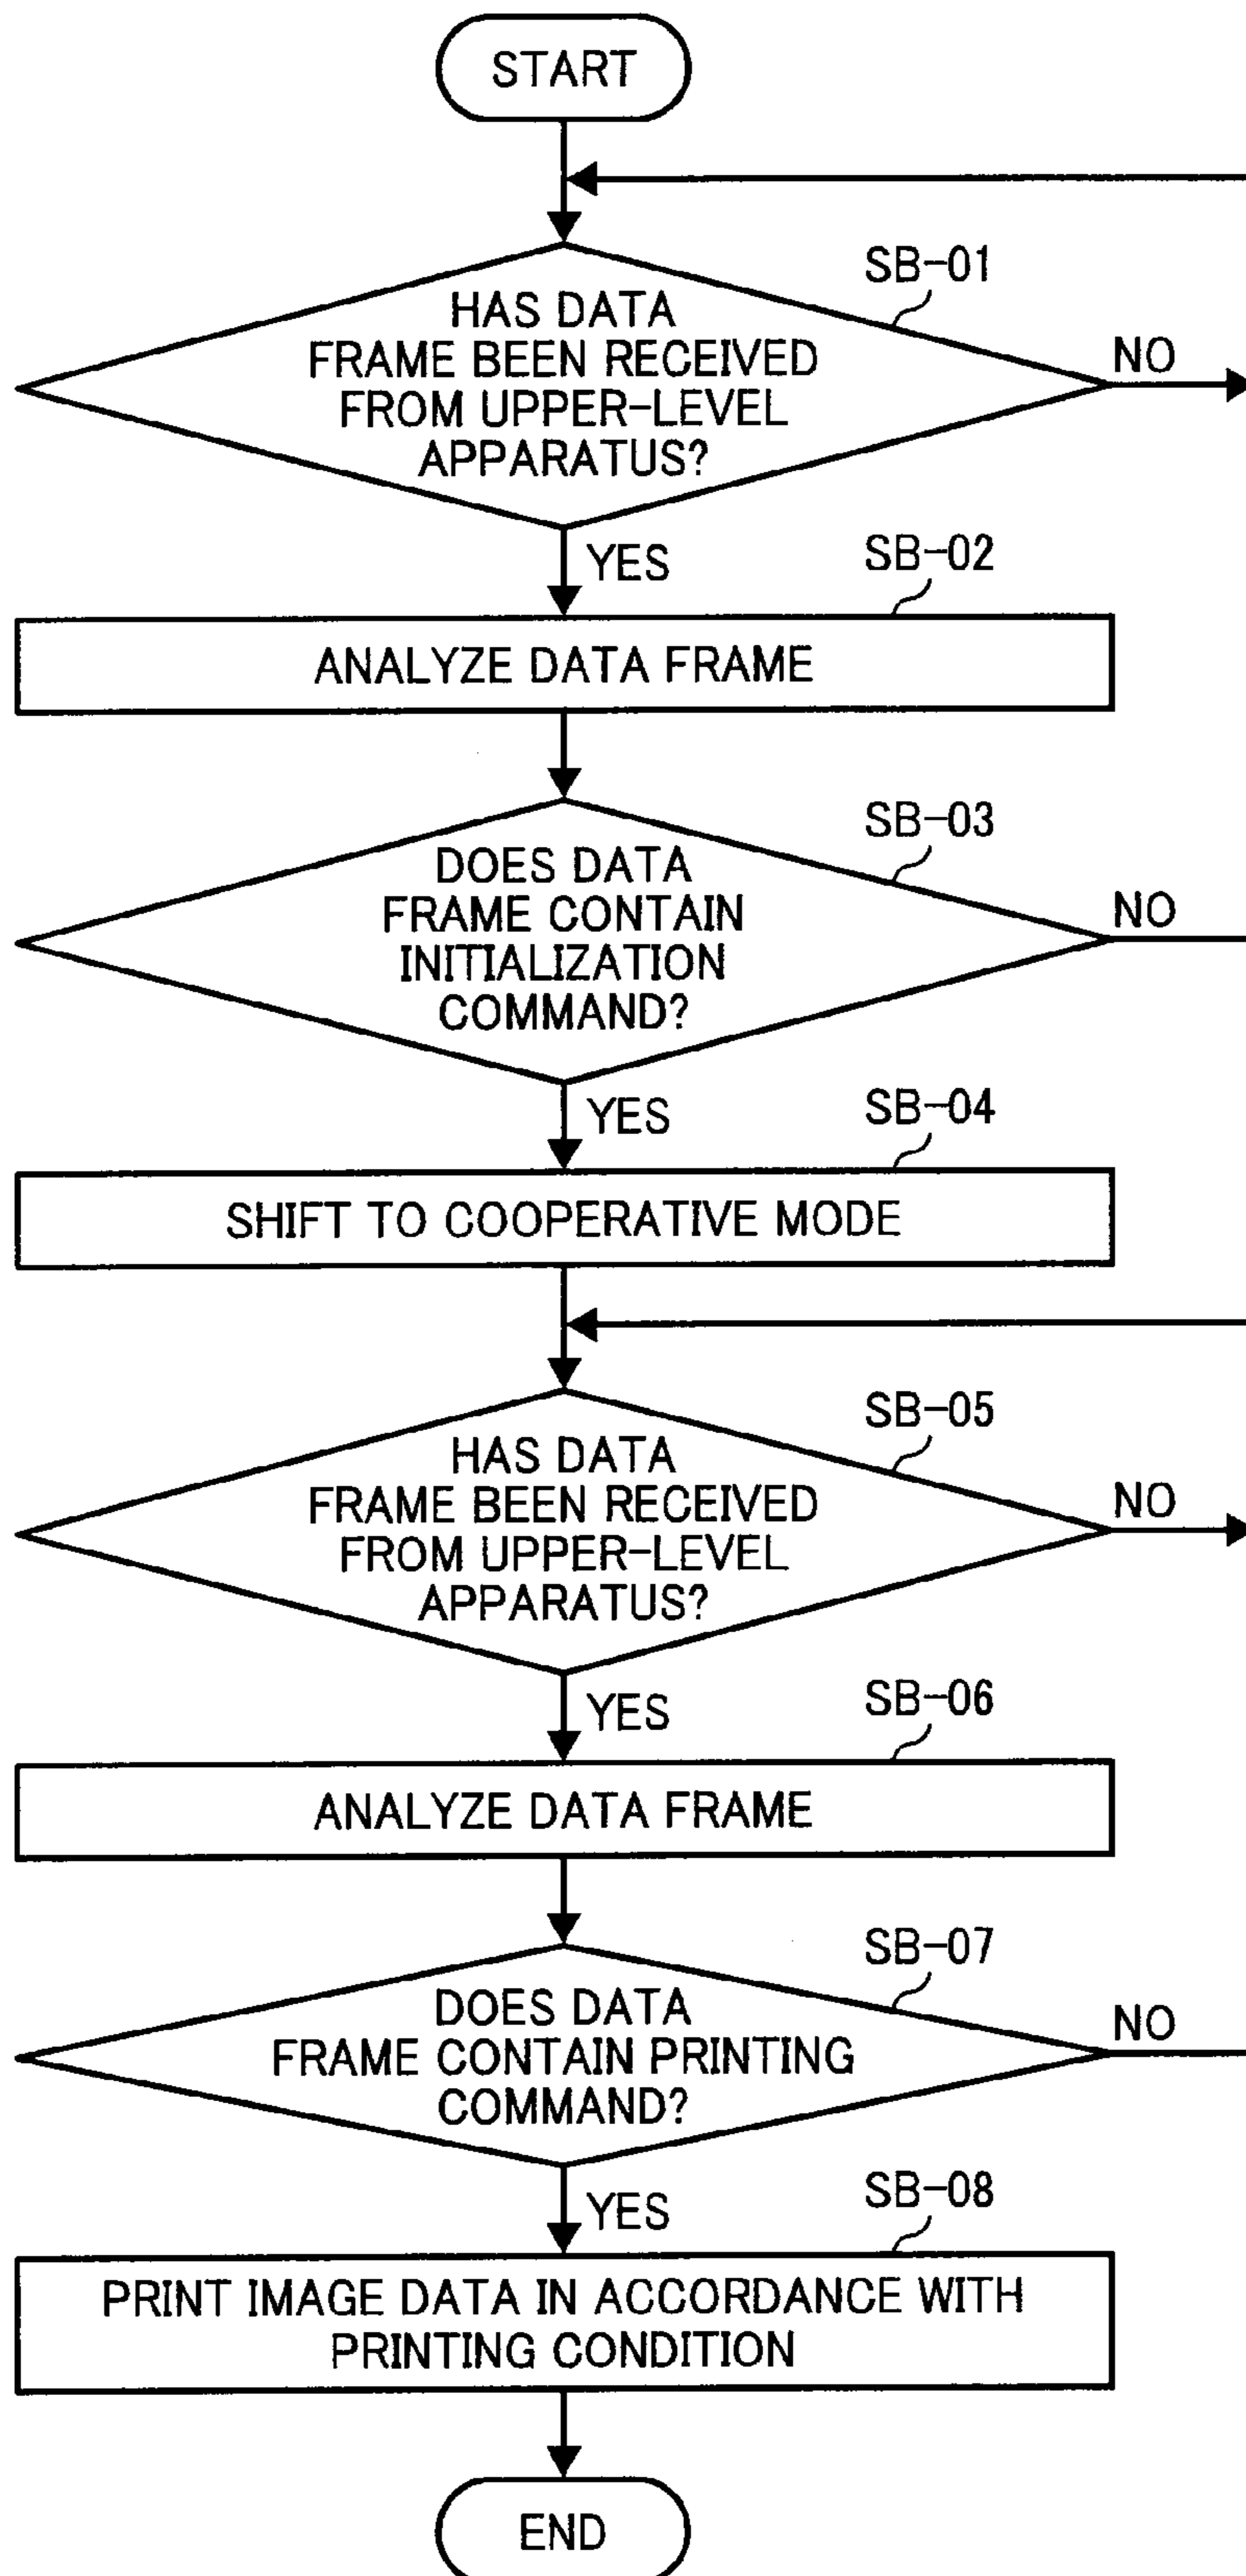 START
SB-01
HAS DATA
FRAME BEEN RECEIVED
FROM UPPER-LEVEL
APPARATUS?
NO
YES
SB-02
ANALYZE DATA FRAME
SB-03
DOES DATA
FRAME CONTAIN
INITIALIZATION
COMMAND?
NO
YES
SB-04
SHIFT TO COOPERATIVE MODE
SB-05
HAS DATA
FRAME BEEN RECEIVED
FROM UPPER-LEVEL
APPARATUS?
NO
YES
SB-06
ANALYZE DATA FRAME
SB-07
DOES DATA
FRAME CONTAIN PRINTING
COMMAND?
NO
YES
SB-08
PRINT IMAGE DATA IN ACCORDANCE WITH
PRINTING CONDITION
END